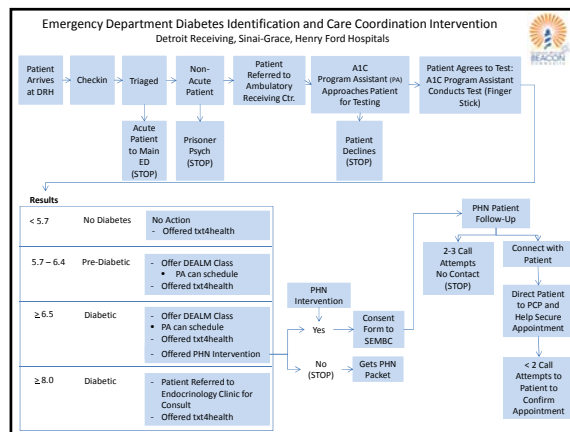 Emergency Department Diabetes Identification and Care Coordination Intervention
Detroit Receiving, Sinai-Grace, Henry Ford Hospitals
BEACON
Patient
Arrives
at DRH
Checkin
Triaged
Non-
Acute
Patient
Patient
Referred to
Ambulatory
Receiving Ctr.
A1C
Program Assistant (PA)
Approaches Patient
for Testing
Patient Agrees to Test:
A1C Program Assistant
Conducts Test (Finger
Stick)
Acute
Patient
to Main
ED
(STOP)
Prisoner
Psych
(STOP)
Patient
Declines
(STOP)
Results
< 5.7
No Diabetes
No Action
- Offered txt4health
5.7 – 6.4
Pre-Diabetic
- Offer DEALM Class
• PA can schedule
- Offered txt4health
≥ 6.5
Diabetic
- Offer DEALM Class
• PA can schedule
- Offered txt4health
- Offered PHN Intervention
≥ 8.0
Diabetic
- Patient Referred to
Endocrinology Clinic for
Consult
- Offered txt4health
PHN
Intervention
Yes
Consent
Form to
SEMBC
No
(STOP)
Gets PHN
Packet
PHN Patient
Follow-Up
2-3 Call
Attempts
No Contact
(STOP)
Connect with
Patient
Direct Patient
to PCP and
Help Secure
Appointment
< 2 Call
Attempts to
Patient to
Confirm
Appointment